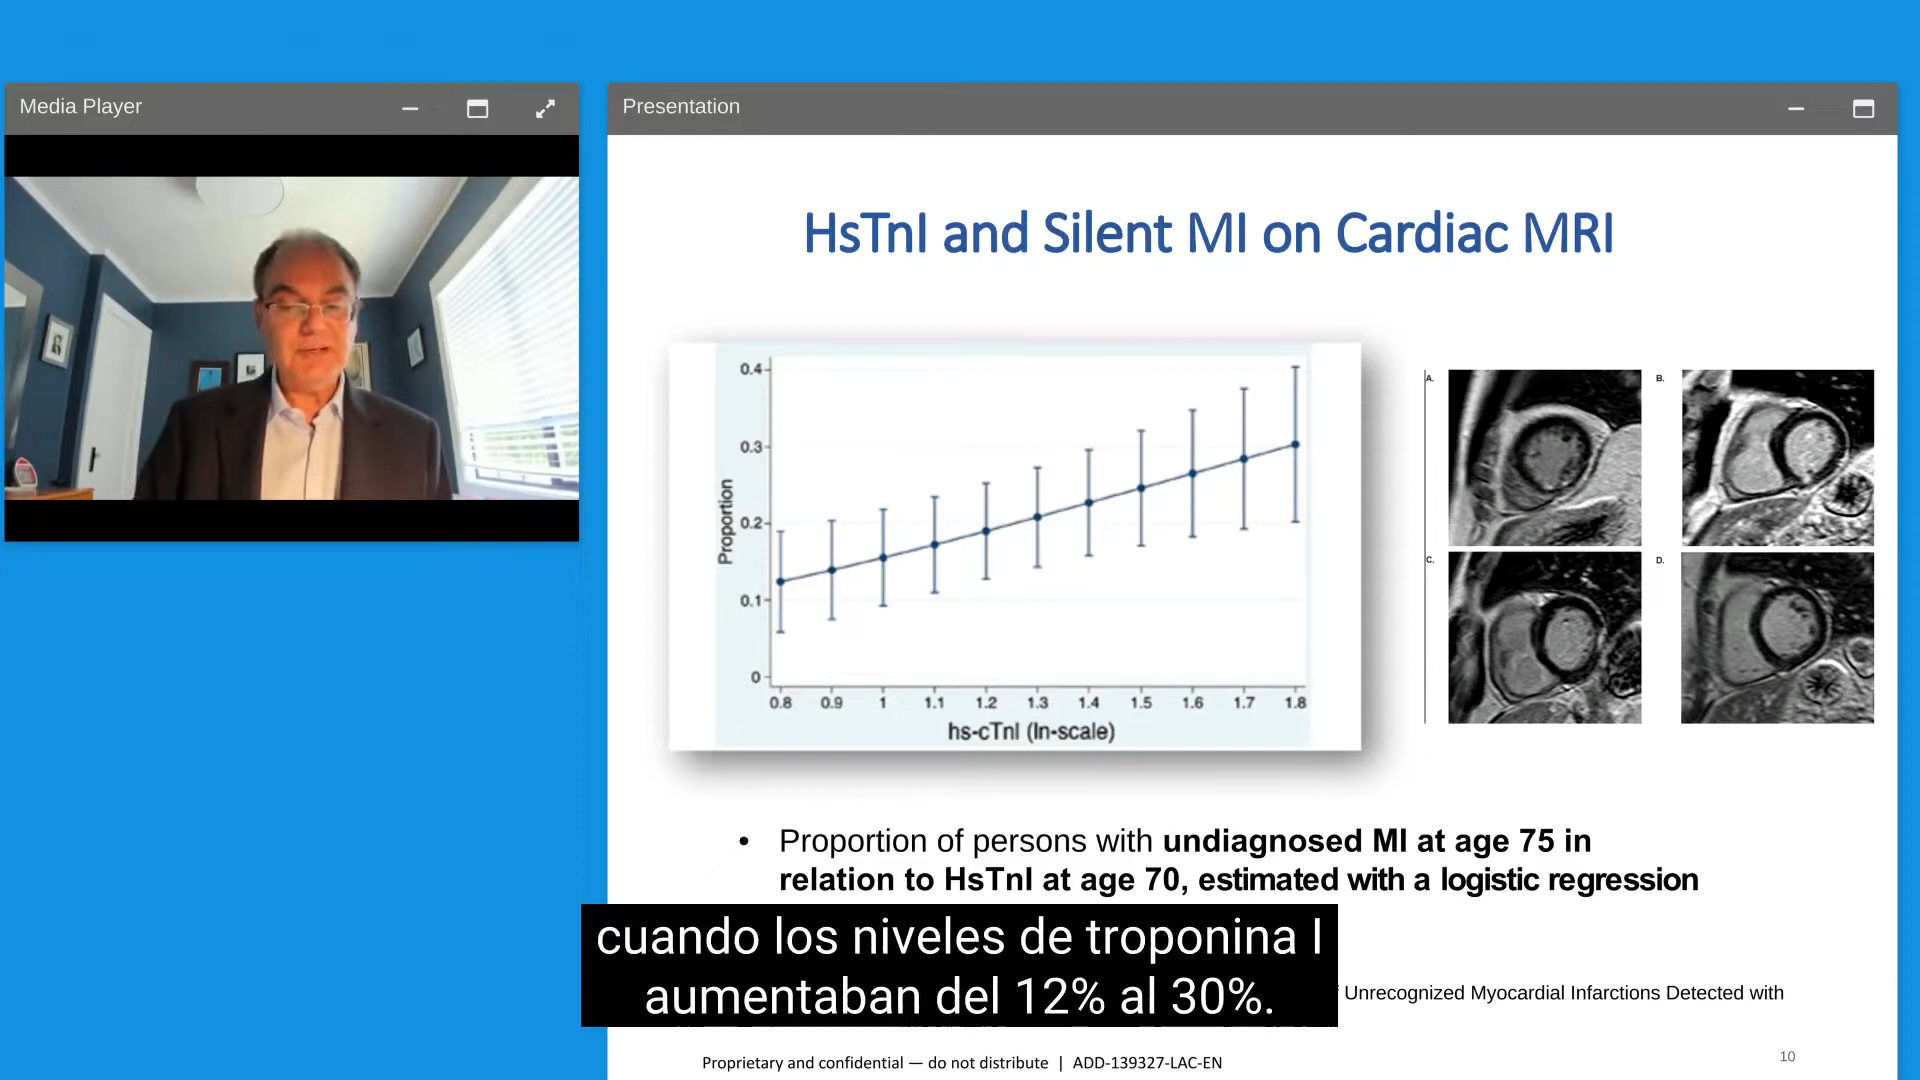 Media Player
Presentation
HsTnI and Silent MI on Cardiac MRI
0.4
0.3
0.2
0.1
0
Proportion
0.8 0.9 1 1.1 1.2 1.3 1.4 1.5 1.6 1.7 1.8
hs-cTnI (ln-scale)
A.
B.
C.
D.
• Proportion of persons with undiagnosed MI at age 75 in
relation to HsTnI at age 70, estimated with a logistic regression
cuando los niveles de troponina I
aumentaban del 12% al 30%.
Unrecognized Myocardial Infarctions Detected with
Proprietary and confidential — do not distribute | ADD-139327-LAC-EN
10